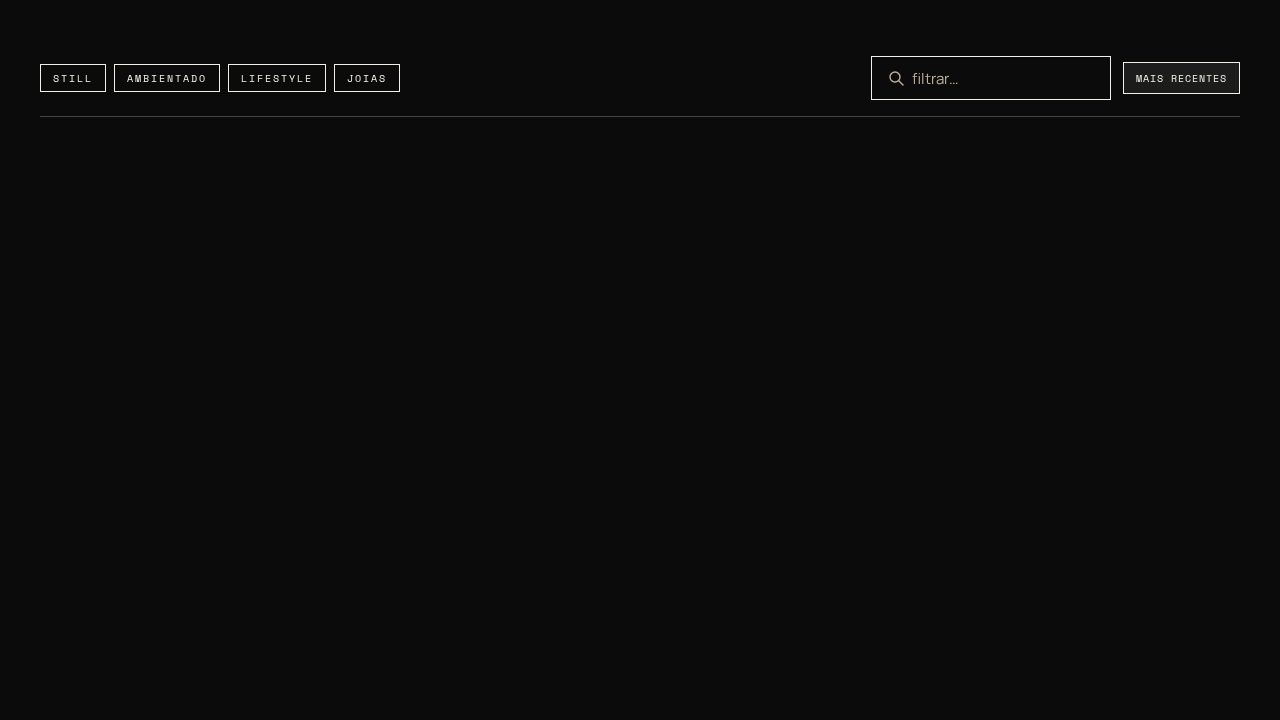 STILL
AMBIENTADO
LIFESTYLE
JOIAS
filtrar...
MAIS RECENTES